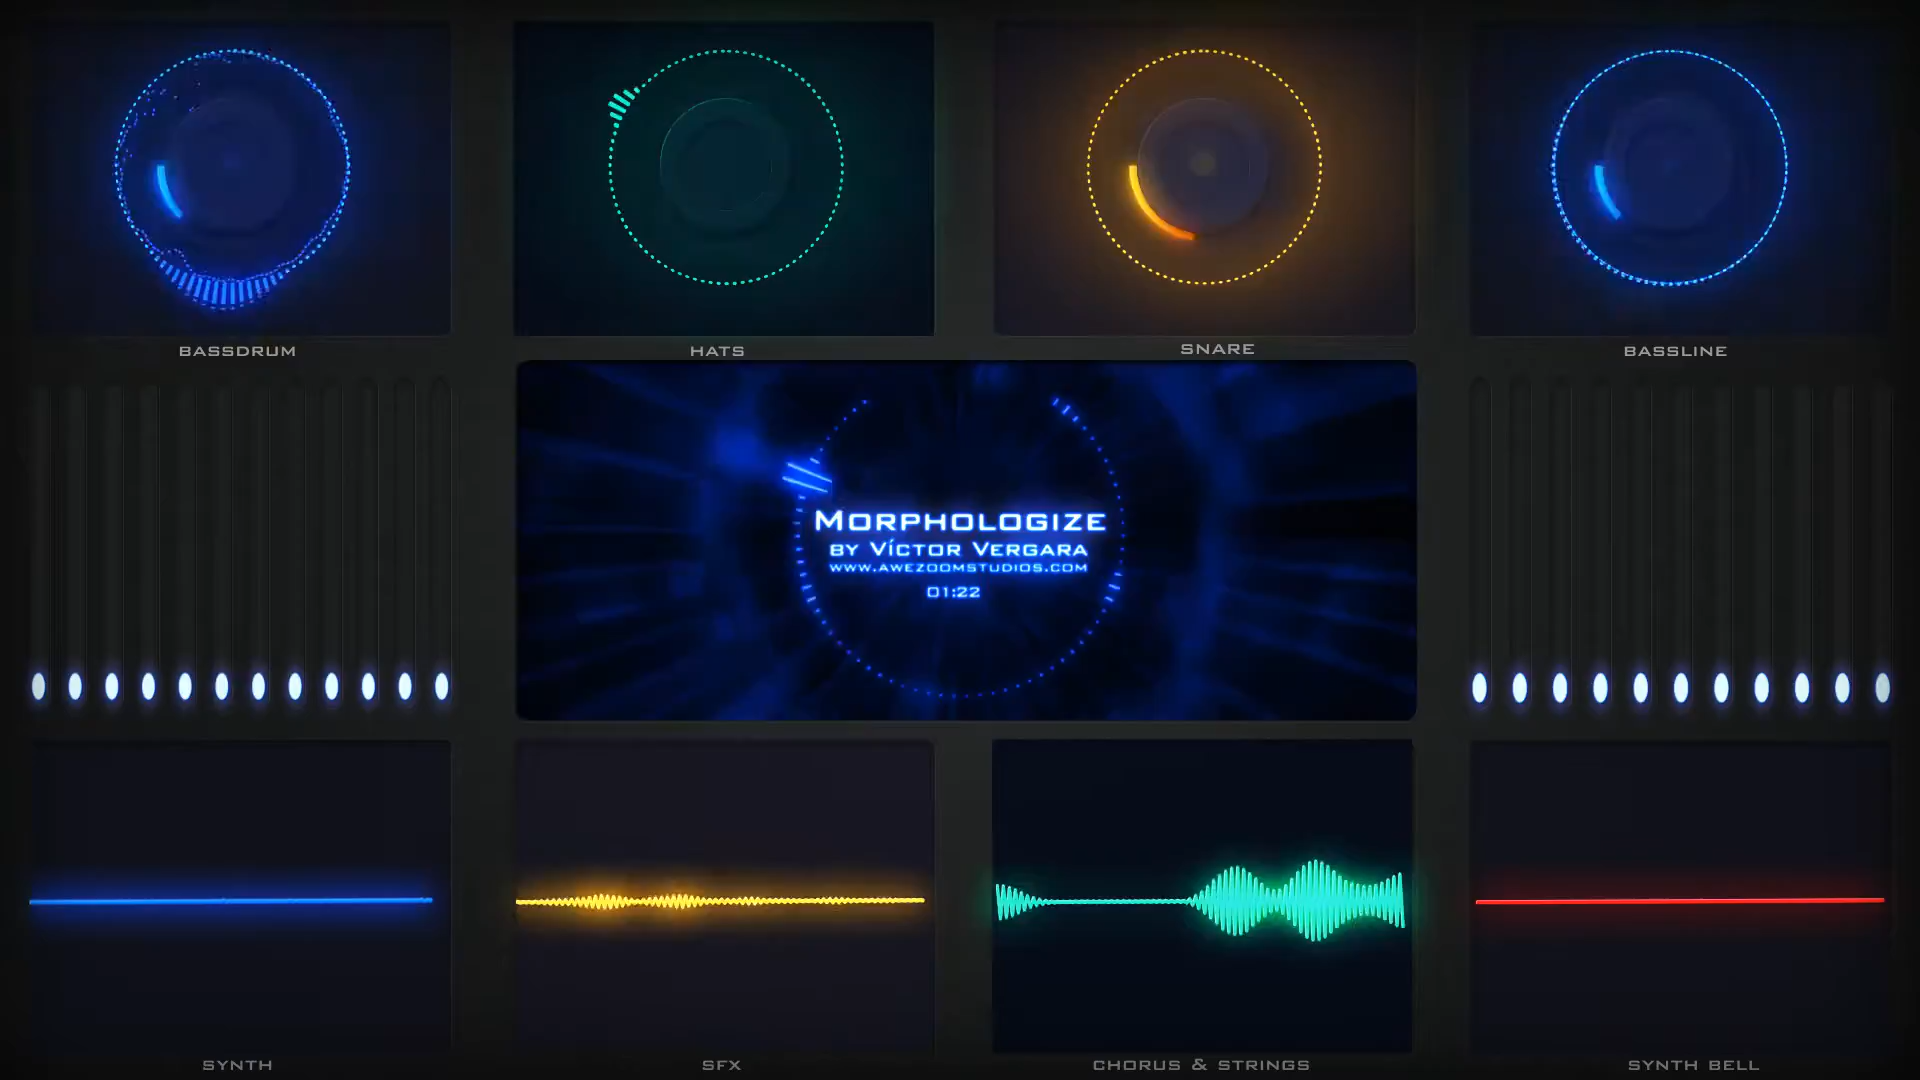 BASSDRUM
HATS
SNARE
BASSLINE
MORPHOLOGIZE
BY VÍCTOR VERGARA
WWW.AWEZOOMSTUDIOS.COM
01:22
SYNTH
SFX
CHORUS & STRINGS
SYNTH BELL